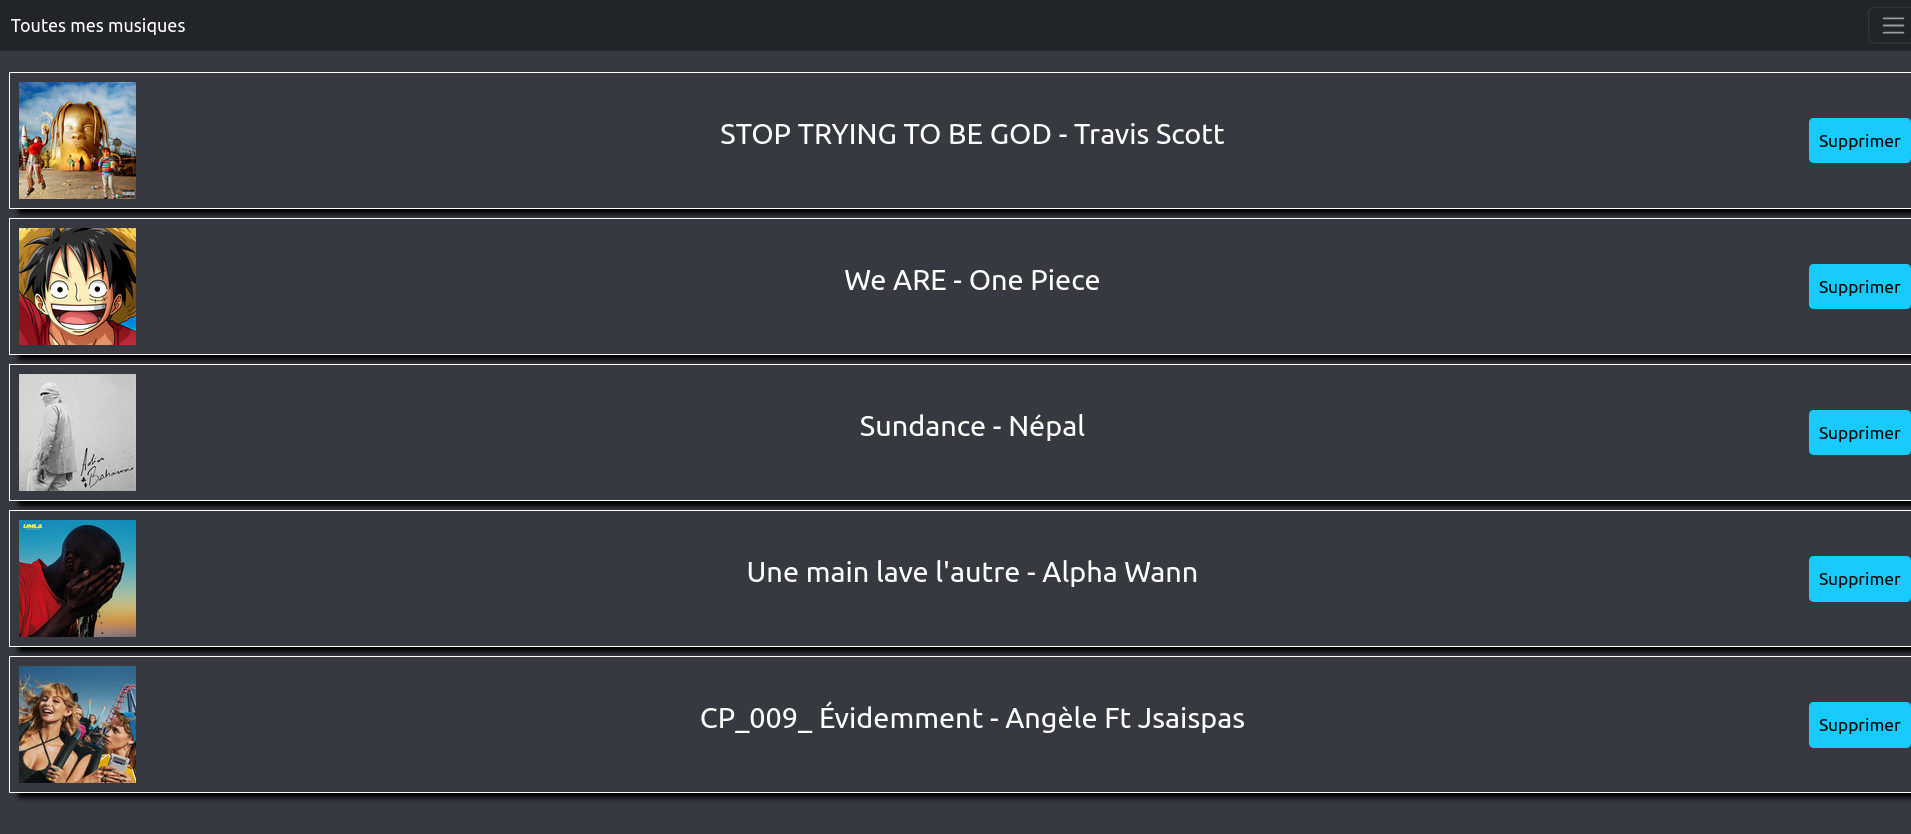 Toutes mes musiques
STOP TRYING TO BE GOD - Travis Scott
Supprimer
We ARE - One Piece
Supprimer
Sundance - Népal
Supprimer
UMLA
Une main lave l'autre - Alpha Wann
Supprimer
CP_009_ Évidemment - Angèle Ft Jsaispas
Supprimer